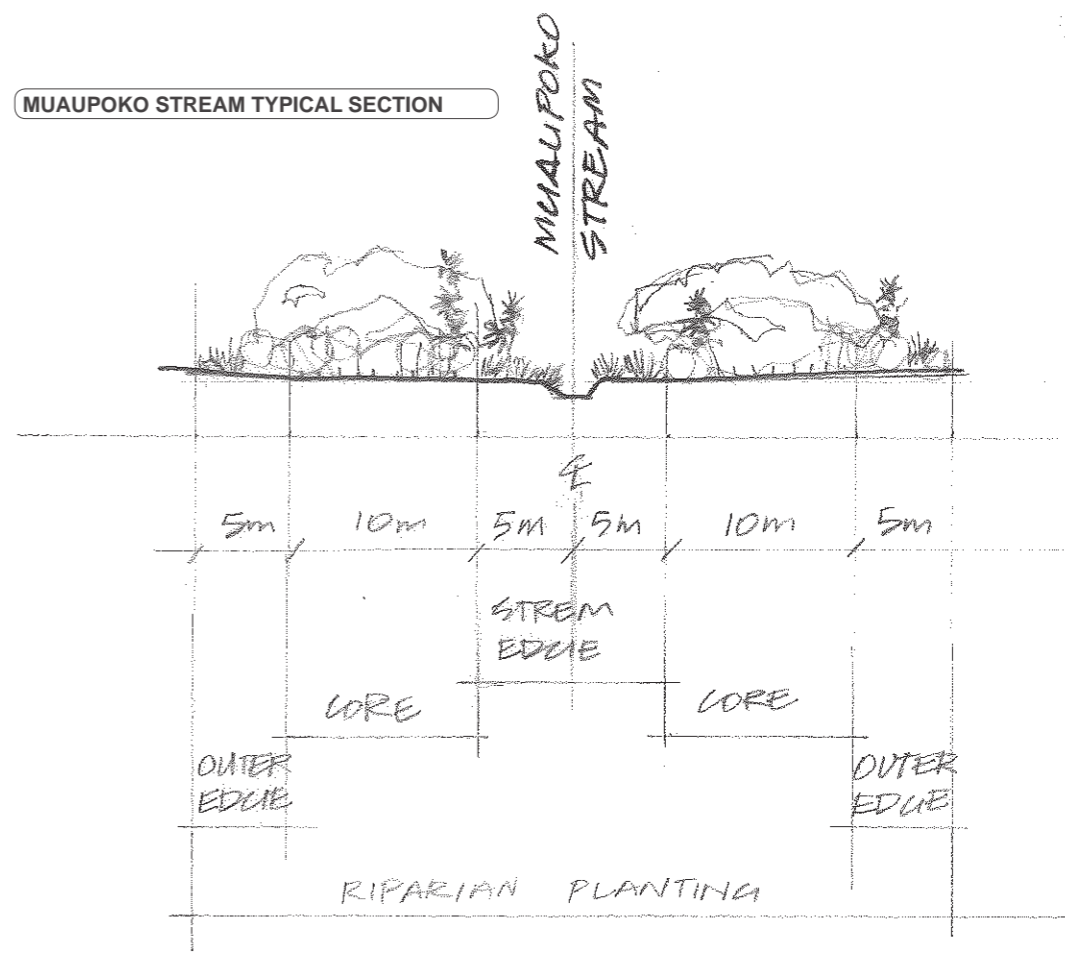 MUAUPOKO STREAM TYPICAL SECTION
MUAUPOKO
STREAM
℄
5m 10m 5m 5m 10m 5m
STREM
EDGE
CORE CORE
OUTER
EDGE
OUTER
EDGE
RIPARIAN PLANTING